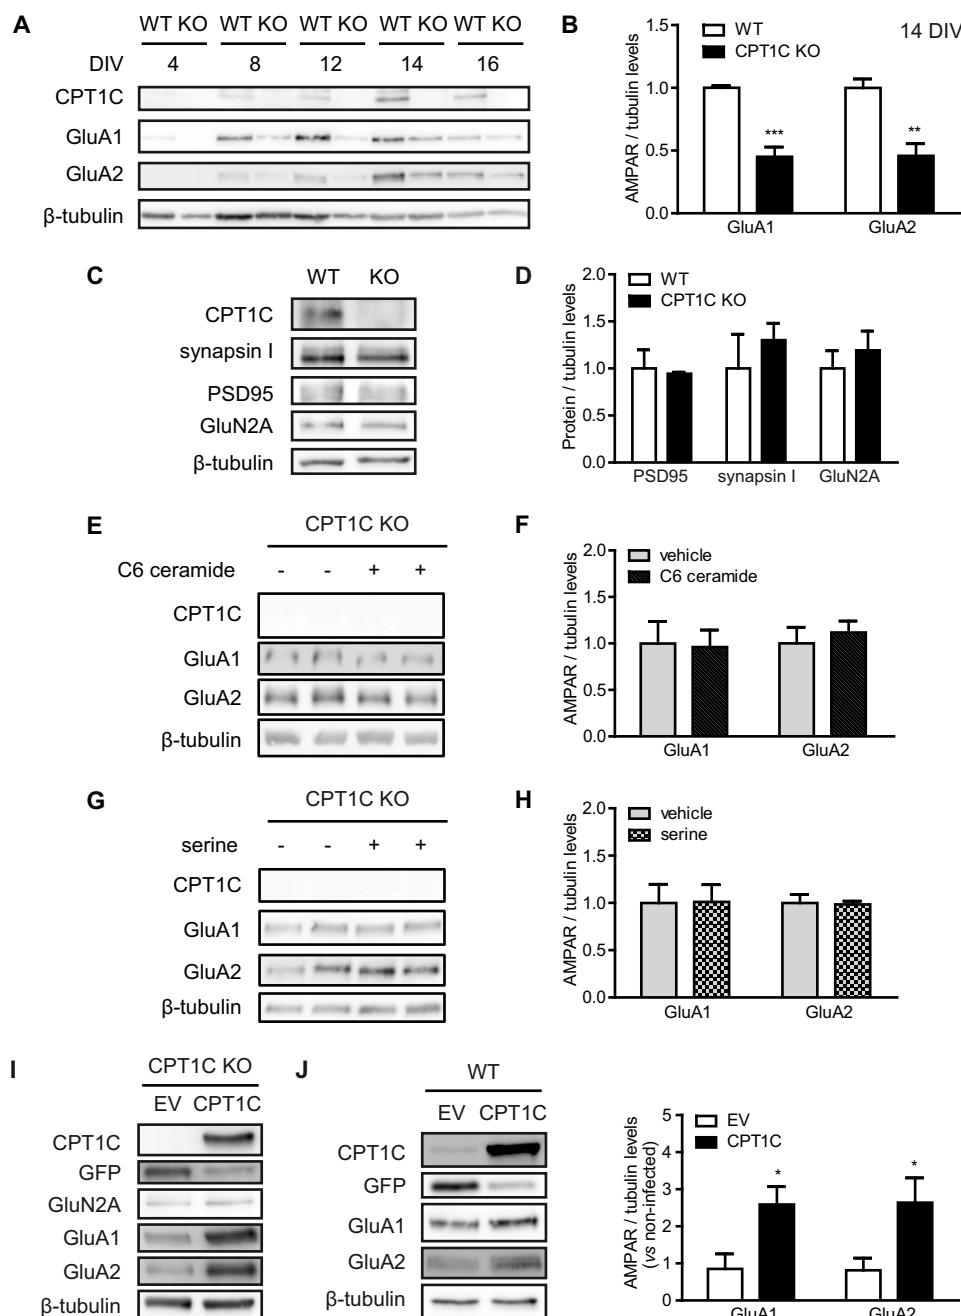 A
WT KO WT KO WT KO WT KO WT KO
DIV 4 8 12 14 16
CPT1C
GluA1
GluA2
β-tubulin
B
WT
CPT1C KO
14 DIV
AMPAR / tubulin levels
1.5
1.0
0.5
0.0
***
**
GluA1 GluA2
C
WT KO
CPT1C
synapsin I
PSD95
GluN2A
β-tubulin
D
WT
CPT1C KO
Protein / tubulin levels
2.0
1.5
1.0
0.5
0.0
PSD95 synapsin I GluN2A
E
CPT1C KO
C6 ceramide - - + +
CPT1C
GluA1
GluA2
β-tubulin
F
vehicle
C6 ceramide
AMPAR / tubulin levels
2.0
1.5
1.0
0.5
0.0
GluA1 GluA2
G
CPT1C KO
serine - - + +
CPT1C
GluA1
GluA2
β-tubulin
H
vehicle
serine
AMPAR / tubulin levels
2.0
1.5
1.0
0.5
0.0
GluA1 GluA2
I
CPT1C KO
EV CPT1C
CPT1C
GFP
GluN2A
GluA1
GluA2
β-tubulin
J
WT
EV CPT1C
CPT1C
GFP
GluA1
GluA2
β-tubulin
EV
CPT1C
AMPAR / tubulin levels
(vs non-infected)
5
4
3
2
1
0
*
*
GluA1 GluA2